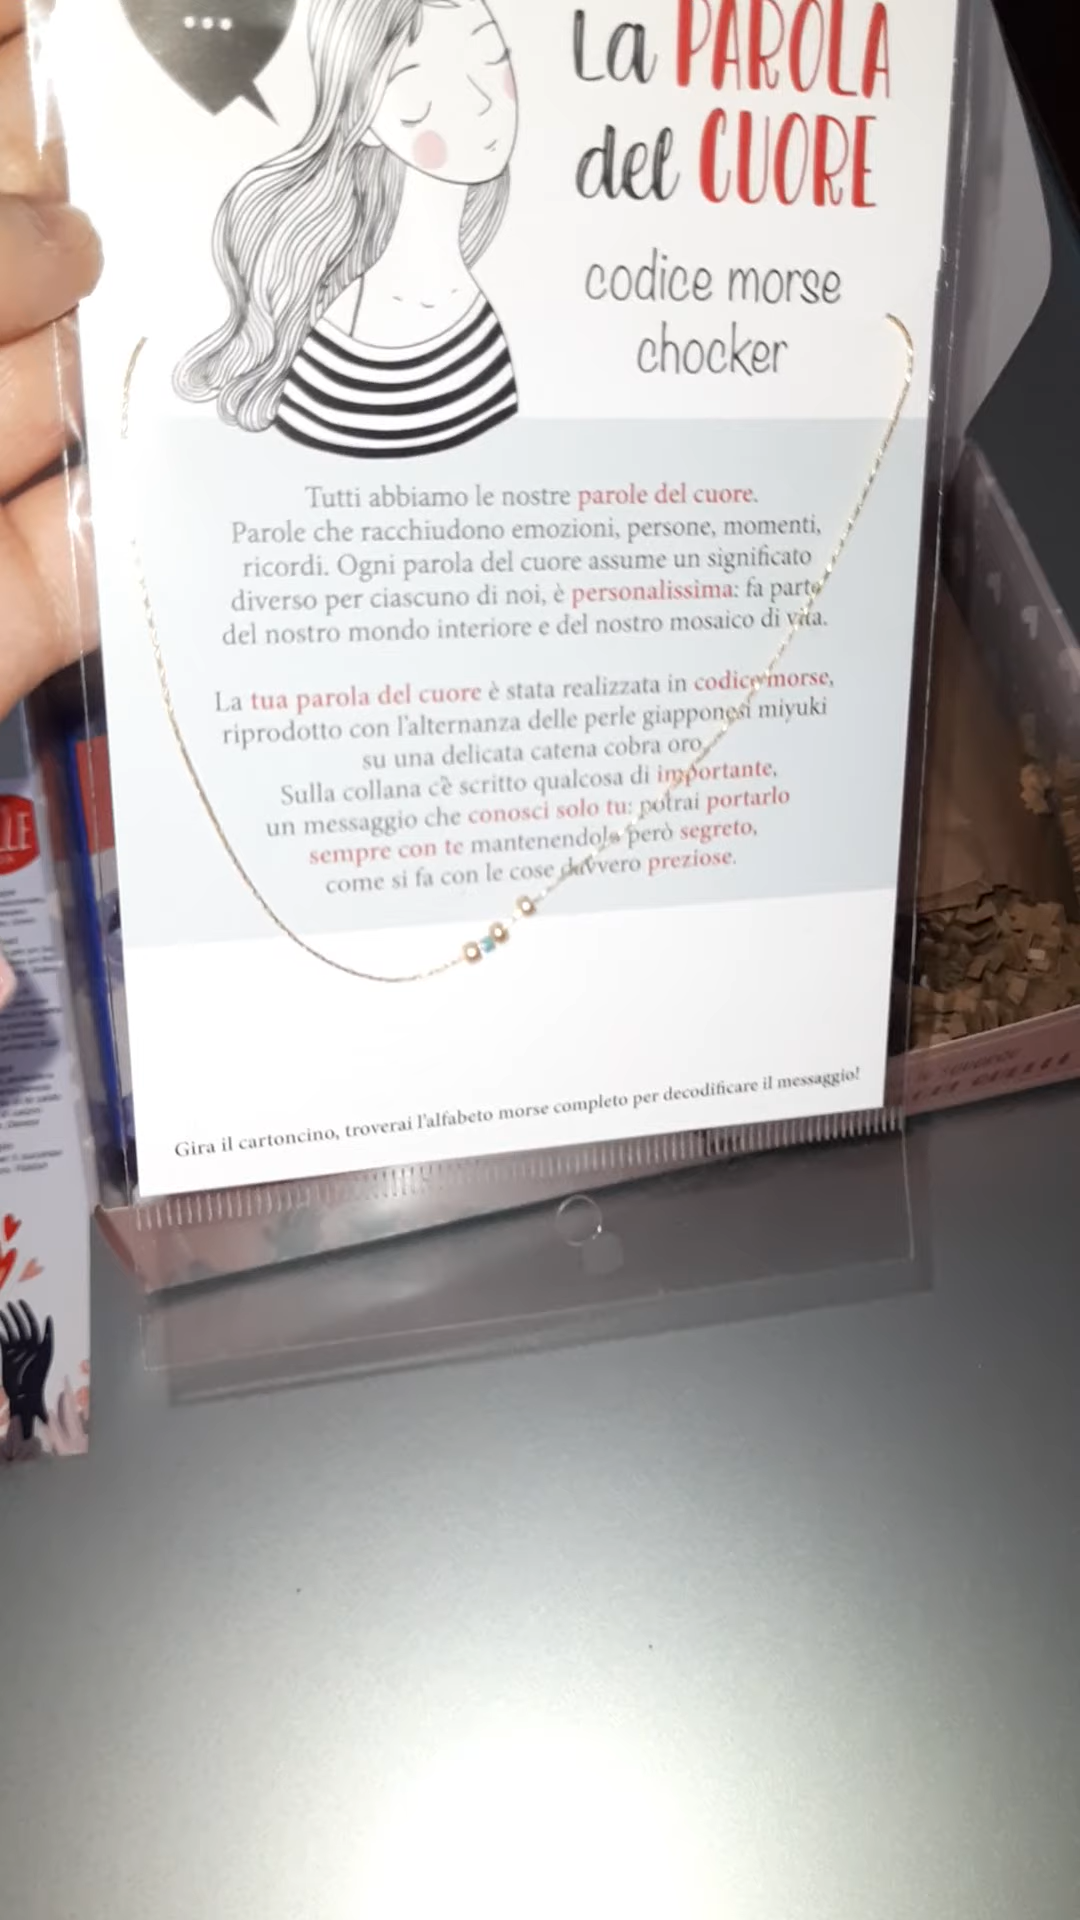 La PAROLA
del CUORE
codice morse
chocker
Tutti abbiamo le nostre parole del cuore.
Parole che racchiudono emozioni, persone, momenti,
ricordi. Ogni parola del cuore assume un significato
diverso per ciascuno di noi, è personalissima: fa parte
del nostro mondo interiore e del nostro mosaico di vita.
La tua parola del cuore è stata realizzata in codice morse,
riprodotto con l'alternanza delle perle giapponesi miyuki
su una delicata catena cobra oro.
Sulla collana c'è scritto qualcosa di importante,
un messaggio che conosci solo tu: potrai portarlo
sempre con te mantenendolo però segreto,
come si fa con le cose davvero preziose.
Gira il cartoncino, troverai l'alfabeto morse completo per decodificare il messaggio!